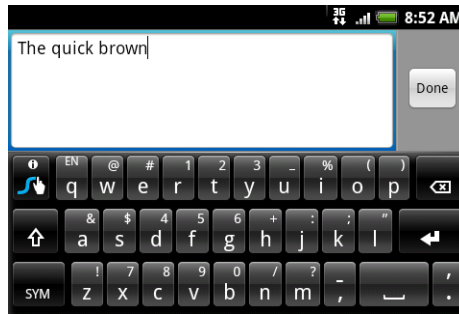 3G 8:52 AM
The quick brown
Done
EN @ # 1 2 3 _ % ( )
q w e r t y u i o p
& $ 4 5 6 + : ; "
a s d f g h j k l
! 7 8 9 0 / ? - ,
SYM z x c v b n m , .